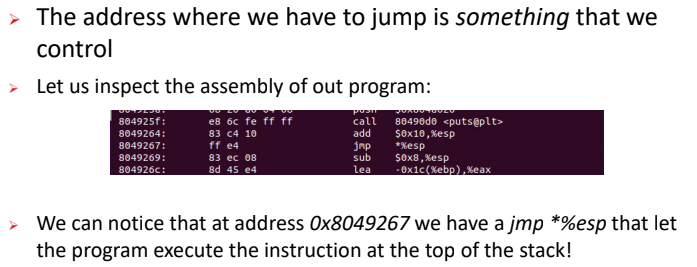 ➢ The address where we have to jump is something that we
control
➢ Let us inspect the assembly of out program:
804925f: e8 6c fe ff ff call 80490d0 <puts@plt>
8049264: 83 c4 10 add $0x10,%esp
8049267: ff e4 jmp *%esp
8049269: 83 ec 08 sub $0x8,%esp
804926c: 8d 45 e4 lea -0x1c(%ebp),%eax
➢ We can notice that at address 0x8049267 we have a jmp *%esp that let
the program execute the instruction at the top of the stack!